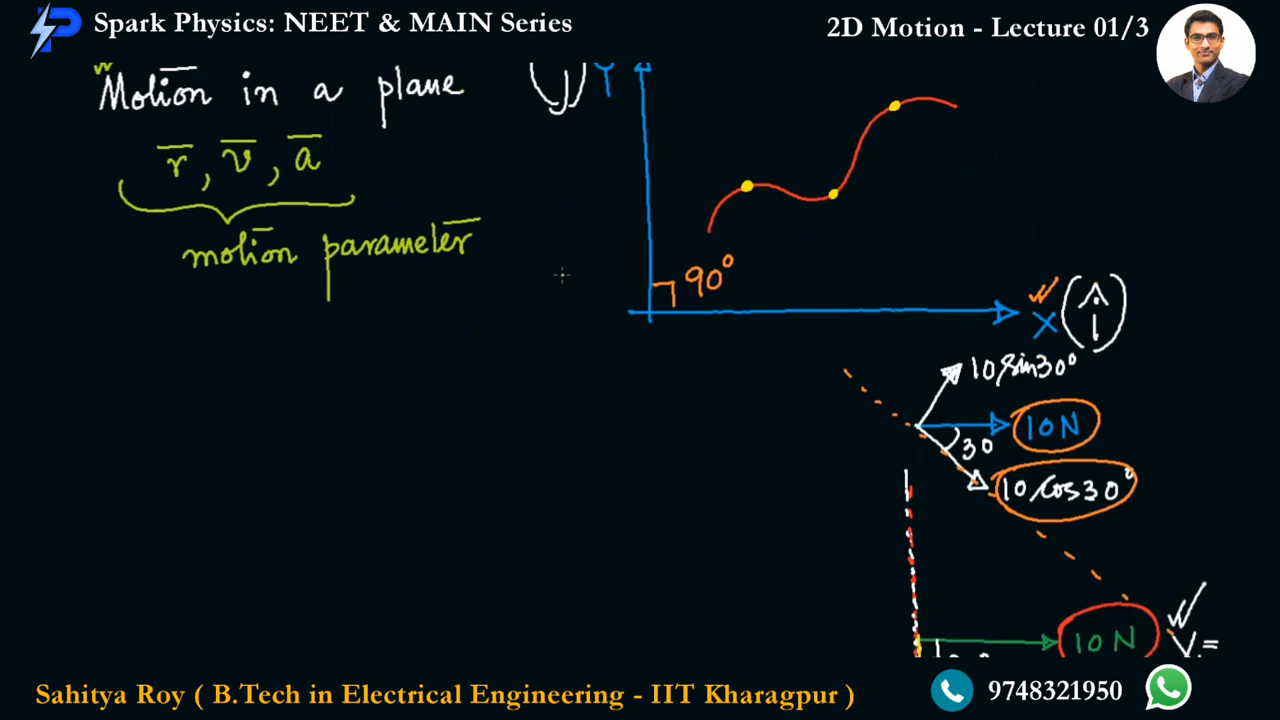 Spark Physics: NEET & MAIN Series
2D Motion - Lecture 01/3
Motion in a plane
(j) Y
r, v, a
motion parameter
90°
X (î)
10 sin30°
10N
30
10 cos30°
10N
V =
Sahitya Roy ( B.Tech in Electrical Engineering - IIT Kharagpur )
9748321950